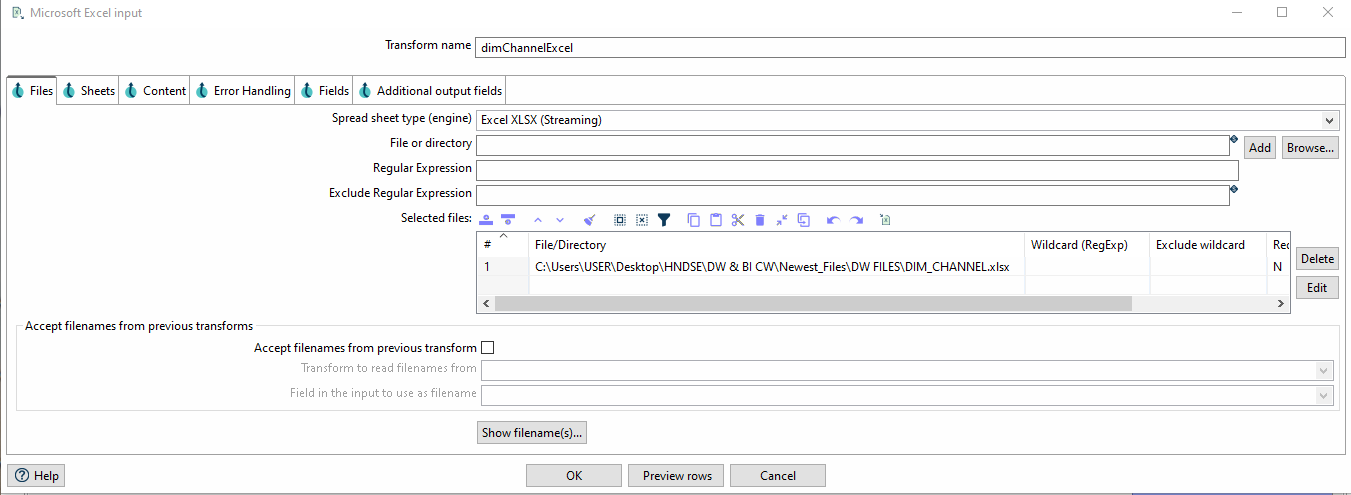 Microsoft Excel input
Transform name dimChannelExcel
Files Sheets Content Error Handling Fields Additional output fields
Spread sheet type (engine) Excel XLSX (Streaming)
File or directory Add Browse...
Regular Expression
Exclude Regular Expression
Selected files:
# File/Directory Wildcard (RegExp) Exclude wildcard Rec
1 C:\Users\USER\Desktop\HNDSE\DW & BI CW\Newest_Files\DW FILES\DIM_CHANNEL.xlsx N
Delete
Edit
Accept filenames from previous transforms
Accept filenames from previous transform
Transform to read filenames from
Field in the input to use as filename
Show filename(s)...
Help OK Preview rows Cancel